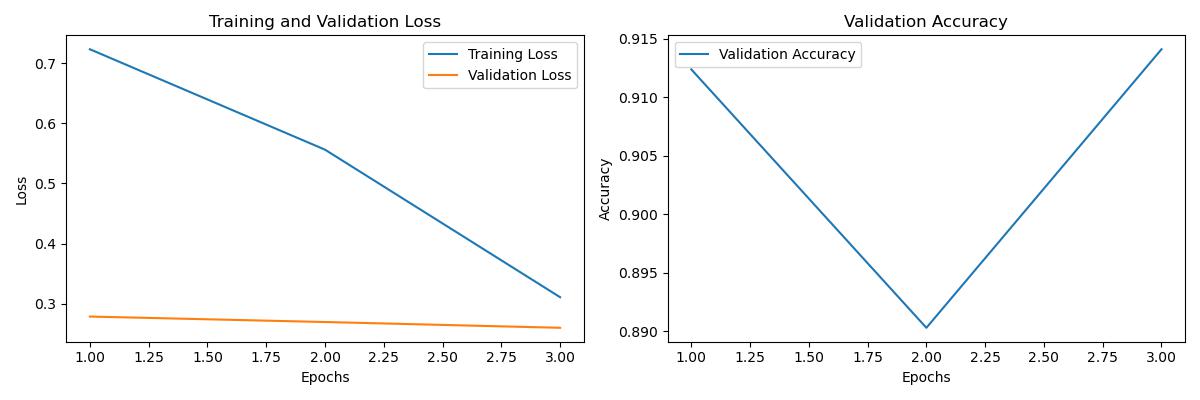 Training and Validation Loss
Training Loss
Validation Loss
0.7
0.6
0.5
0.4
0.3
Loss
1.00 1.25 1.50 1.75 2.00 2.25 2.50 2.75 3.00
Epochs
Validation Accuracy
Validation Accuracy
0.915
0.910
0.905
0.900
0.895
0.890
Accuracy
1.00 1.25 1.50 1.75 2.00 2.25 2.50 2.75 3.00
Epochs